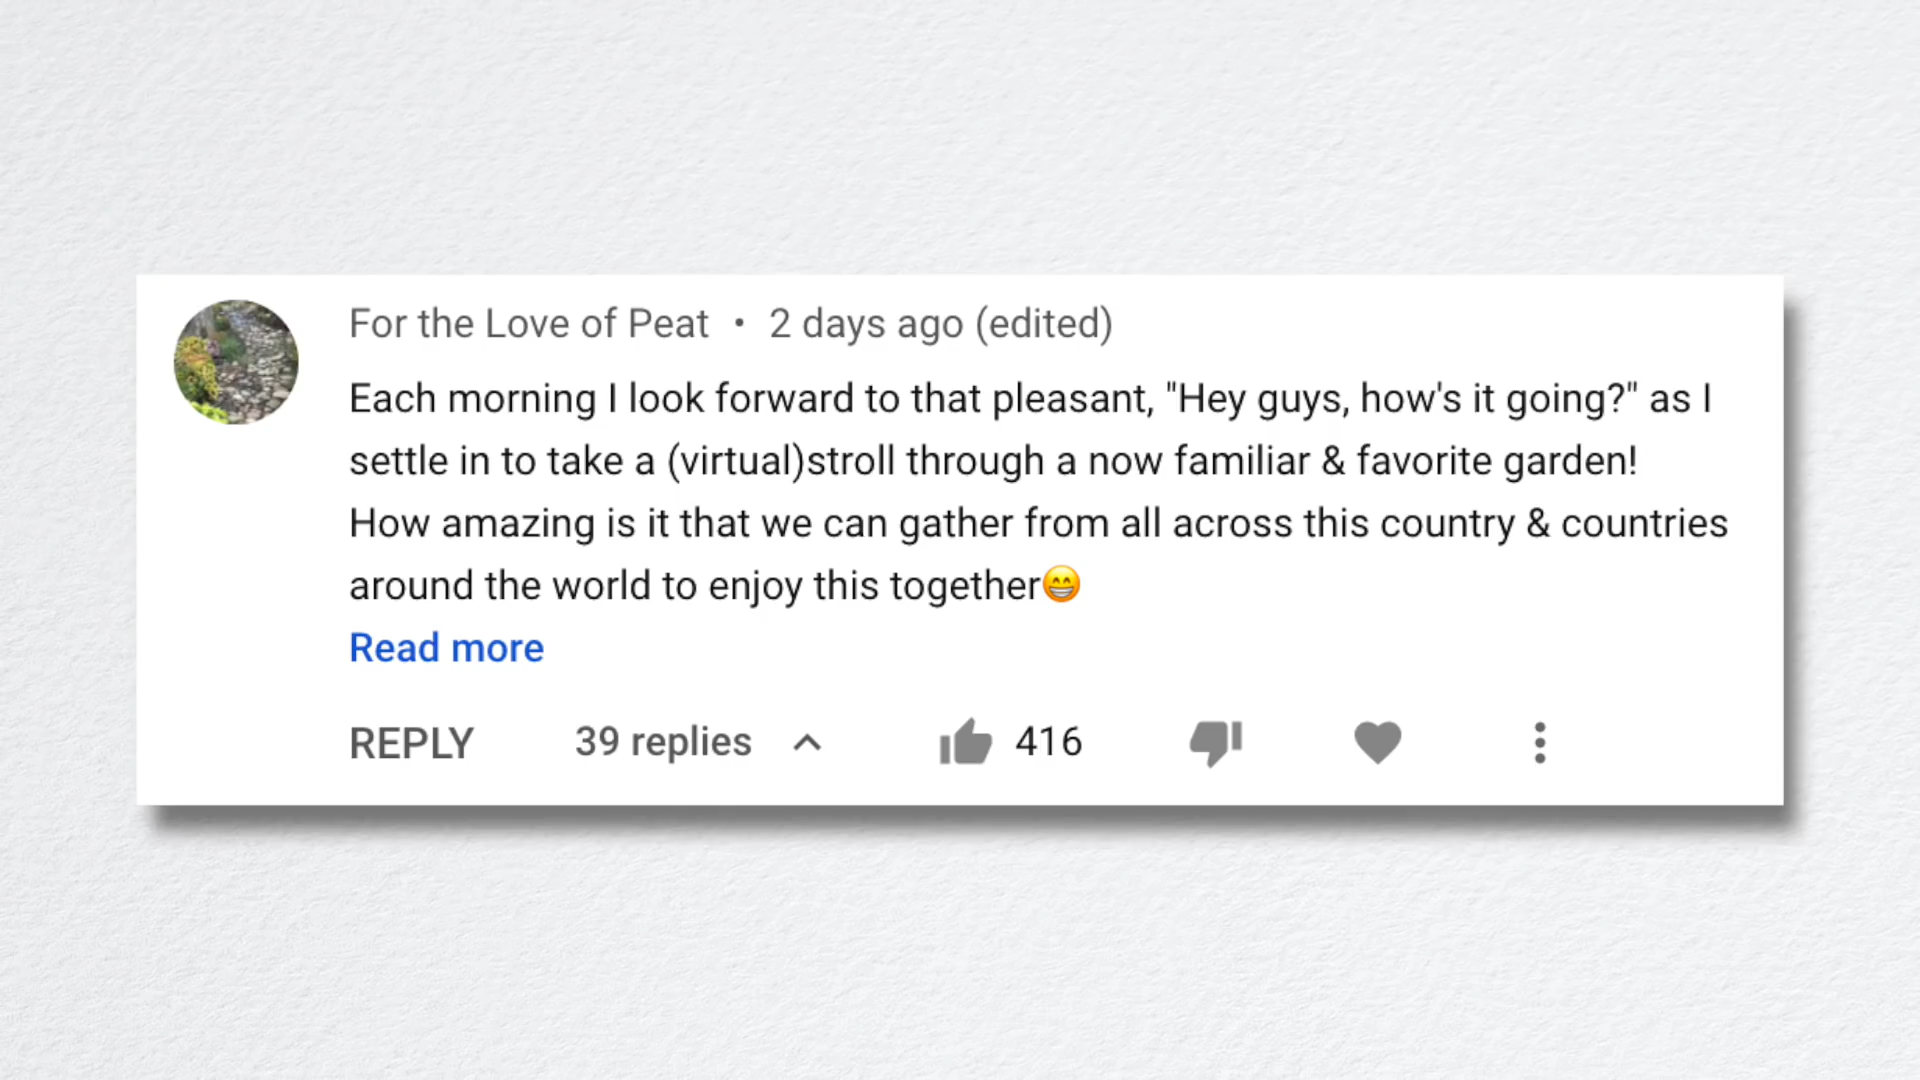 For the Love of Peat • 2 days ago (edited)
Each morning I look forward to that pleasant, "Hey guys, how's it going?" as I
settle in to take a (virtual)stroll through a now familiar & favorite garden!
How amazing is it that we can gather from all across this country & countries
around the world to enjoy this together😁
Read more
REPLY 39 replies 416